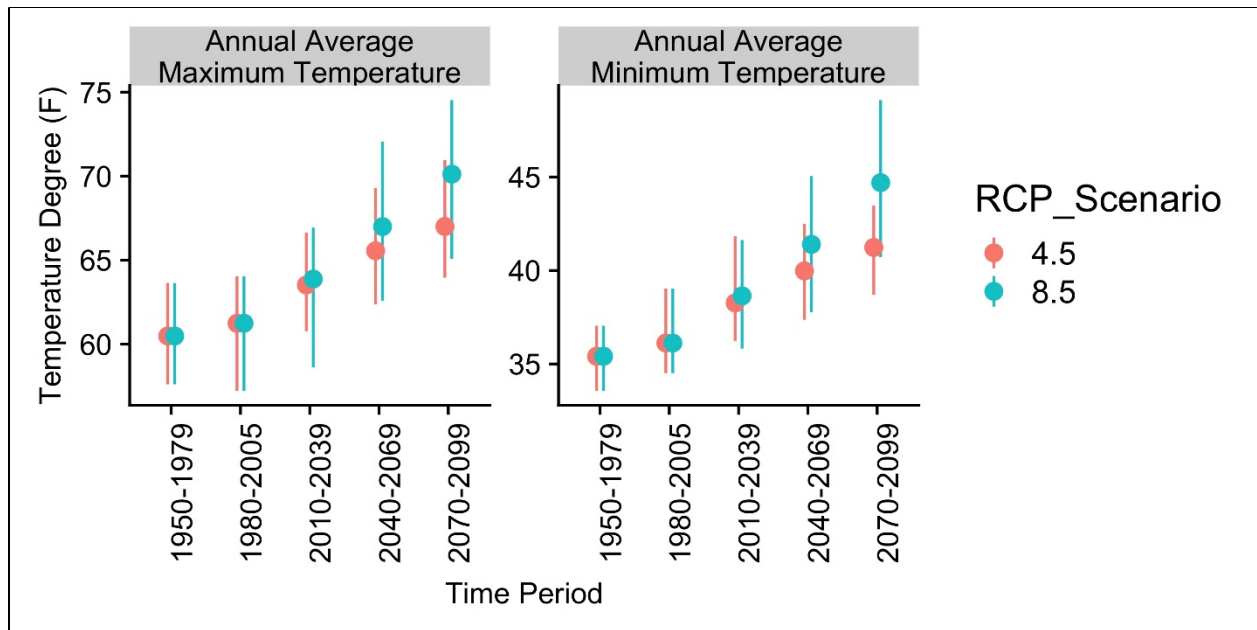 Annual Average
Maximum Temperature
Annual Average
Minimum Temperature
Temperature Degree (F)
75
70
65
60
45
40
35
1950-1979
1980-2005
2010-2039
2040-2069
2070-2099
1950-1979
1980-2005
2010-2039
2040-2069
2070-2099
Time Period
RCP_Scenario
4.5
8.5